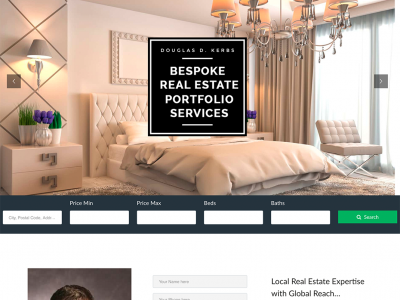 DOUGLAS D. KERBS
BESPOKE
REAL ESTATE
PORTFOLIO
SERVICES
Price Min
Price Max
Beds
Baths
City, Postal Code, Addr
Search
Your Name here
Your Name here
Local Real Estate Expertise
with Global Reach...